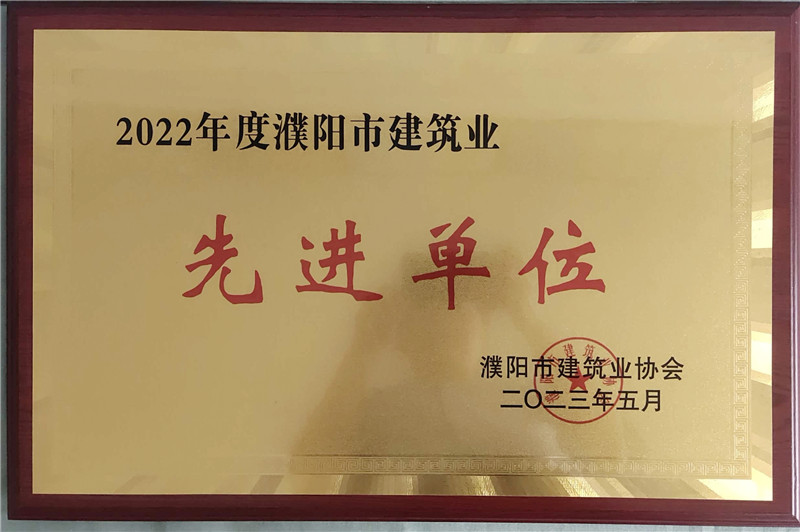 2022年度濮阳市建筑业
先进单位
濮阳市建筑业协会
二〇二三年五月